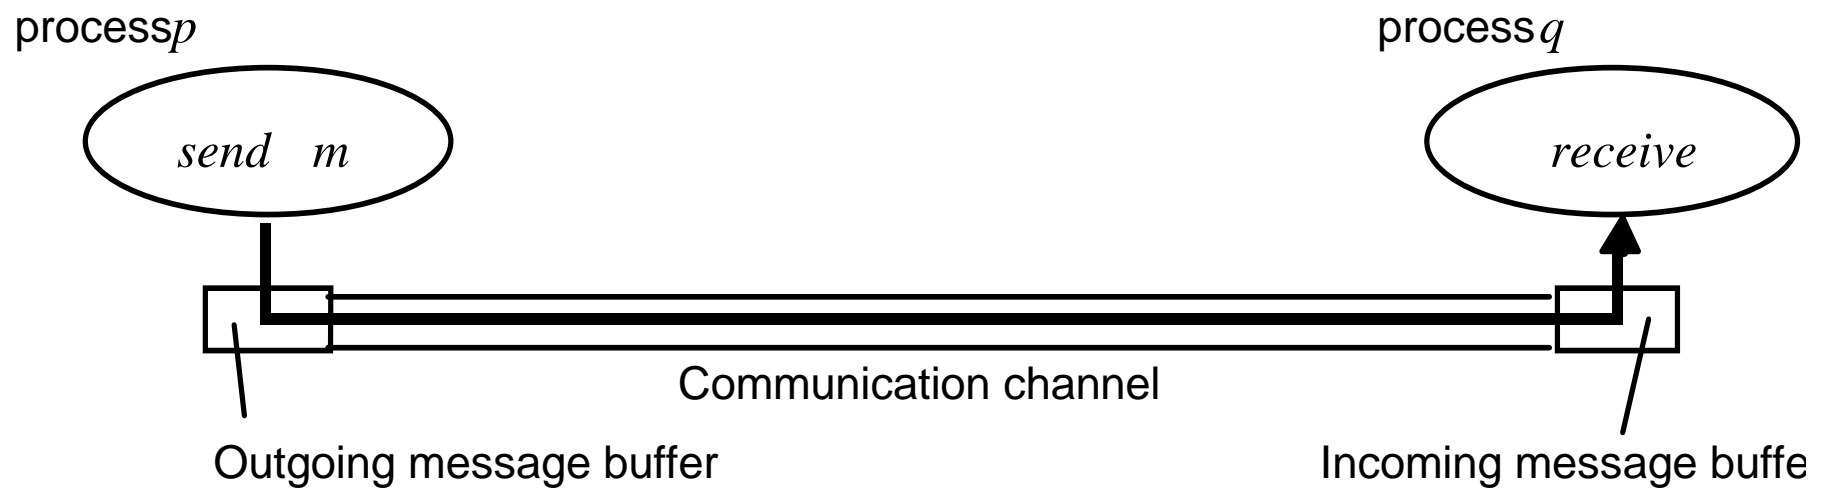 process p
process q
send m
receive
Communication channel
Outgoing message buffer
Incoming message buffe